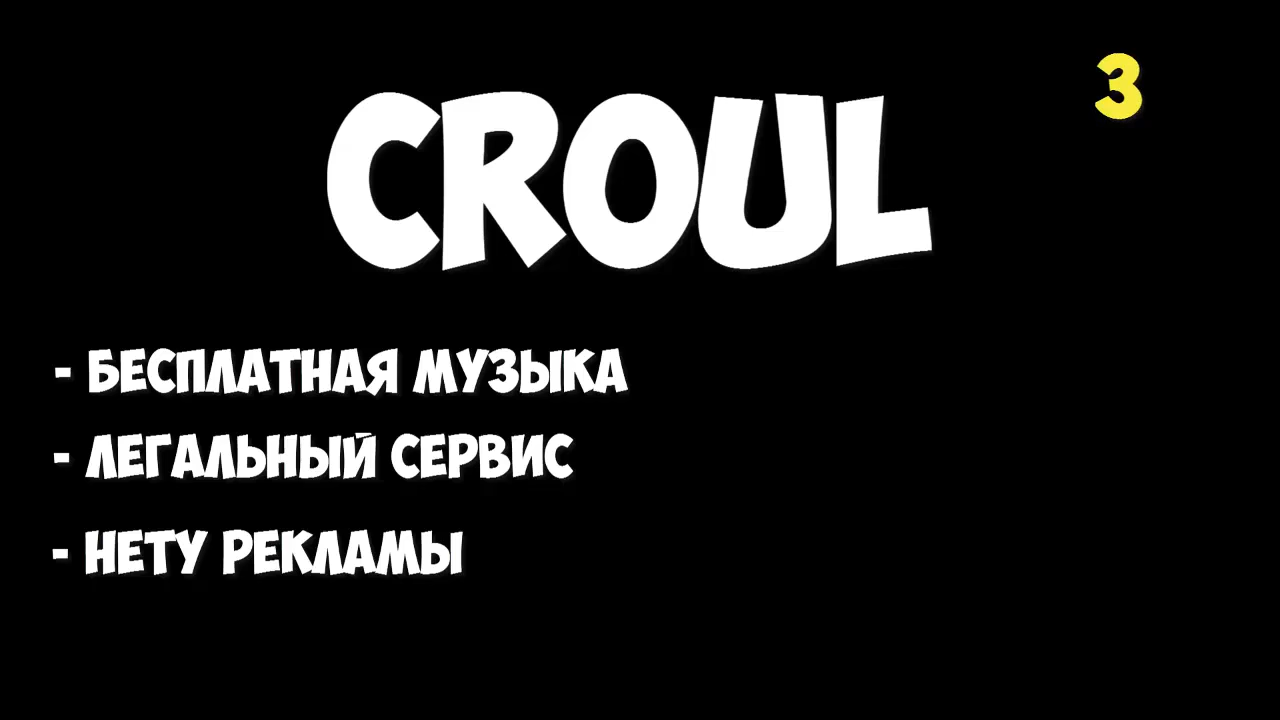 3
CROUL
- БЕСПЛАТНАЯ МУЗЫКА
- ЛЕГАЛЬНЫЙ СЕРВИС
- НЕТУ РЕКЛАМЫ